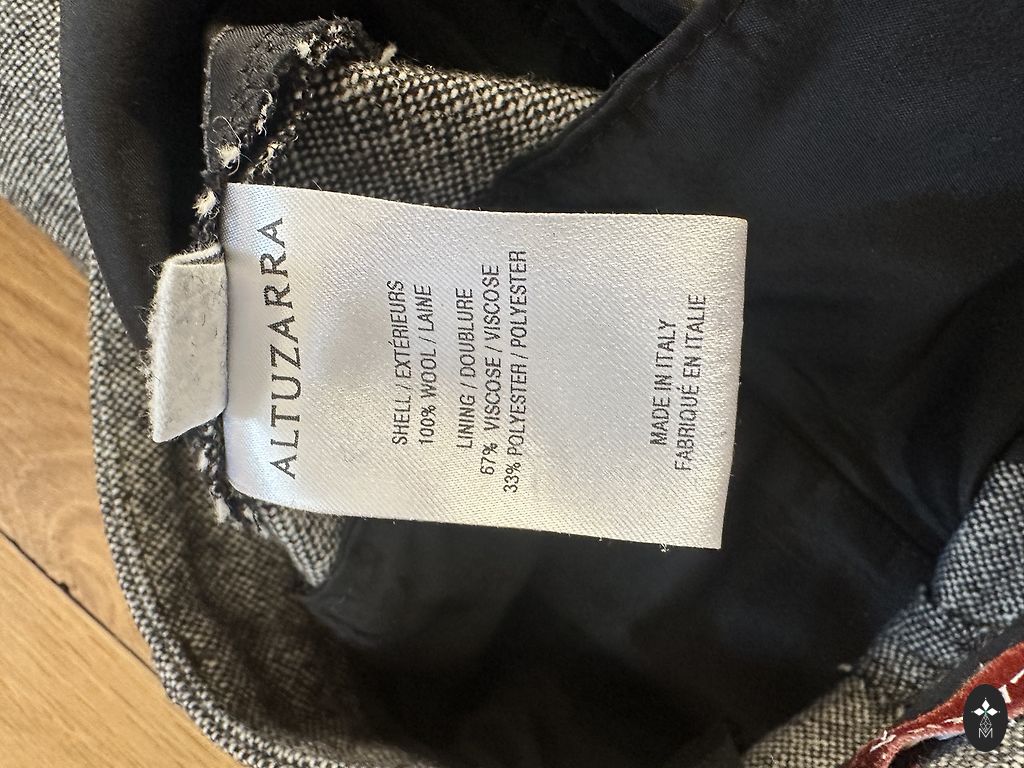 ALTUZARRA
SHELL / EXTÉRIEURS
100% WOOL / LAINE
LINING / DOUBLURE
67% VISCOSE / VISCOSE
33% POLYESTER / POLYESTER
MADE IN ITALY
FABRIQUÉ EN ITALIE
M